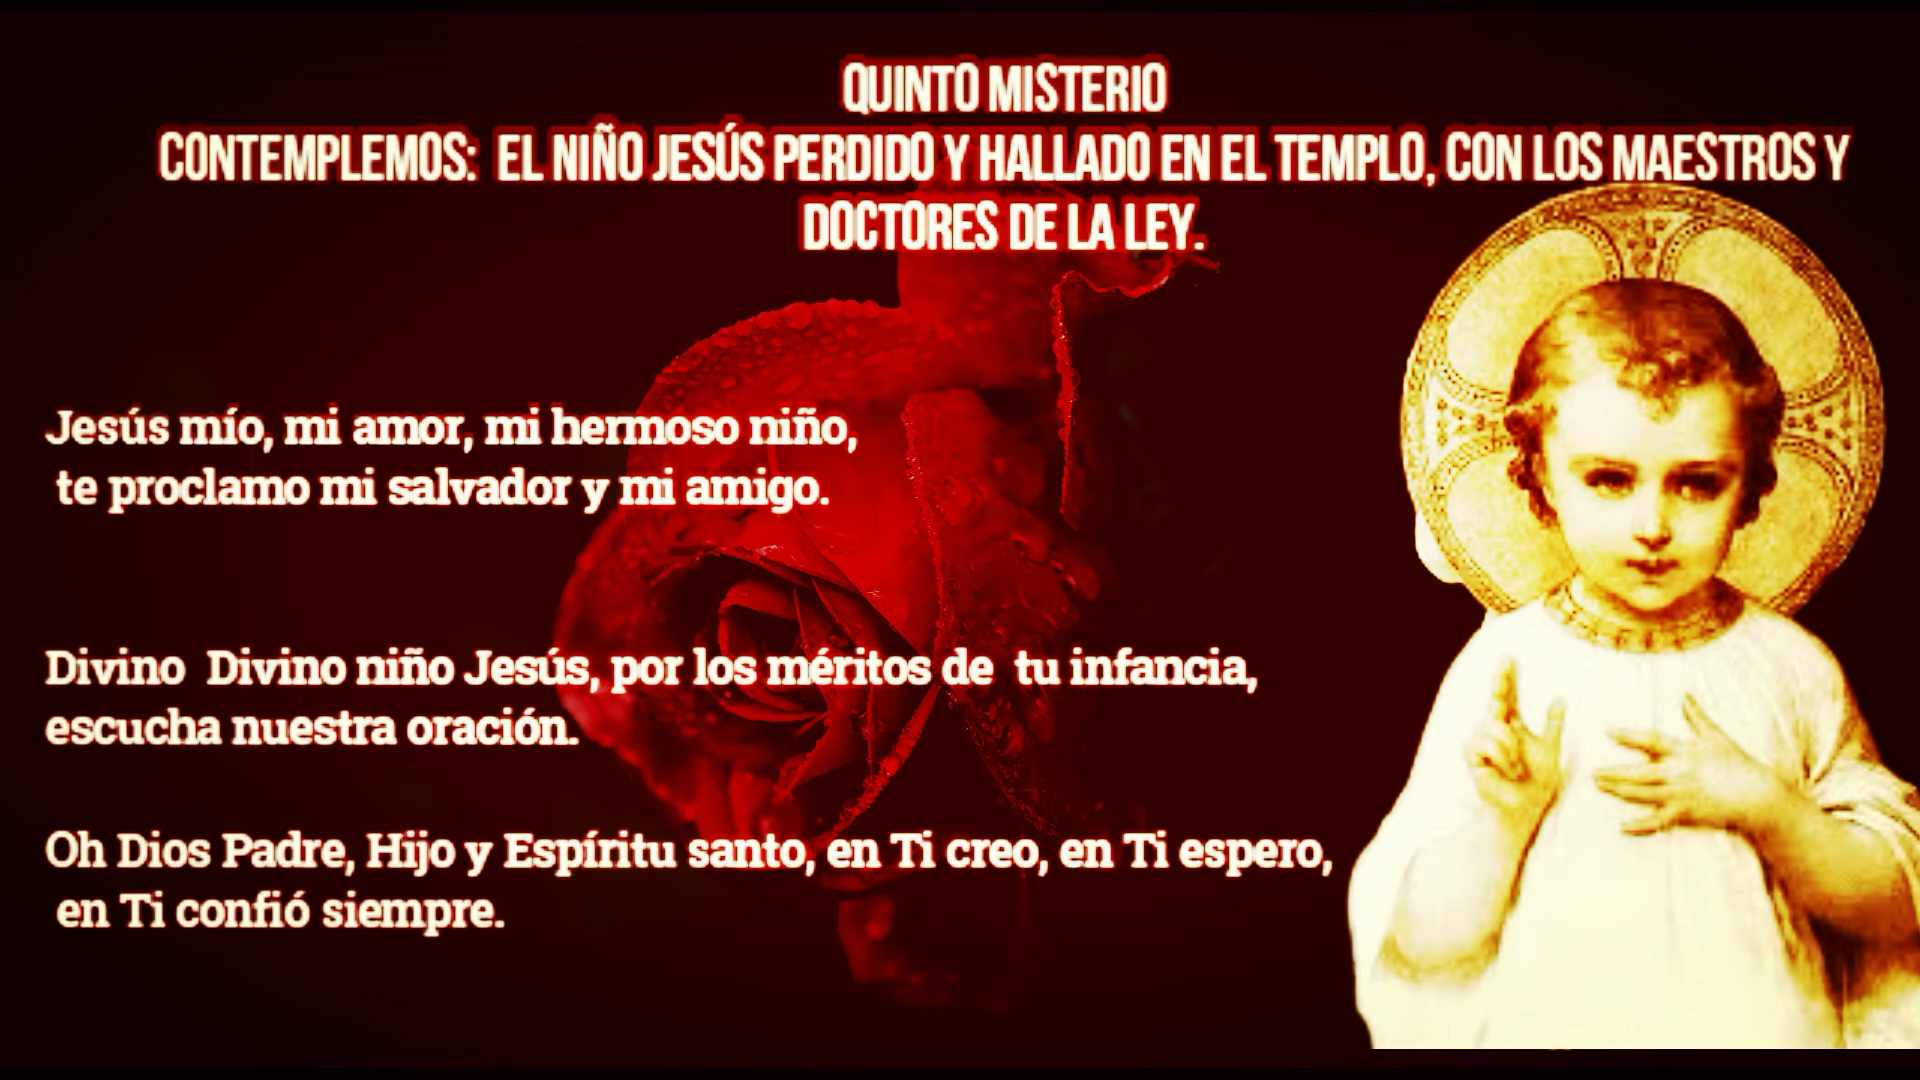 QUINTO MISTERIO
CONTEMPLEMOS: EL NIÑO JESÚS PERDIDO Y HALLADO EN EL TEMPLO, CON LOS MAESTROS Y
DOCTORES DE LA LEY.
Jesús mío, mi amor, mi hermoso niño,
te proclamo mi salvador y mi amigo.
Divino Divino niño Jesús, por los méritos de tu infancia,
escucha nuestra oración.
Oh Dios Padre, Hijo y Espíritu santo, en Ti creo, en Ti espero,
en Ti confió siempre.